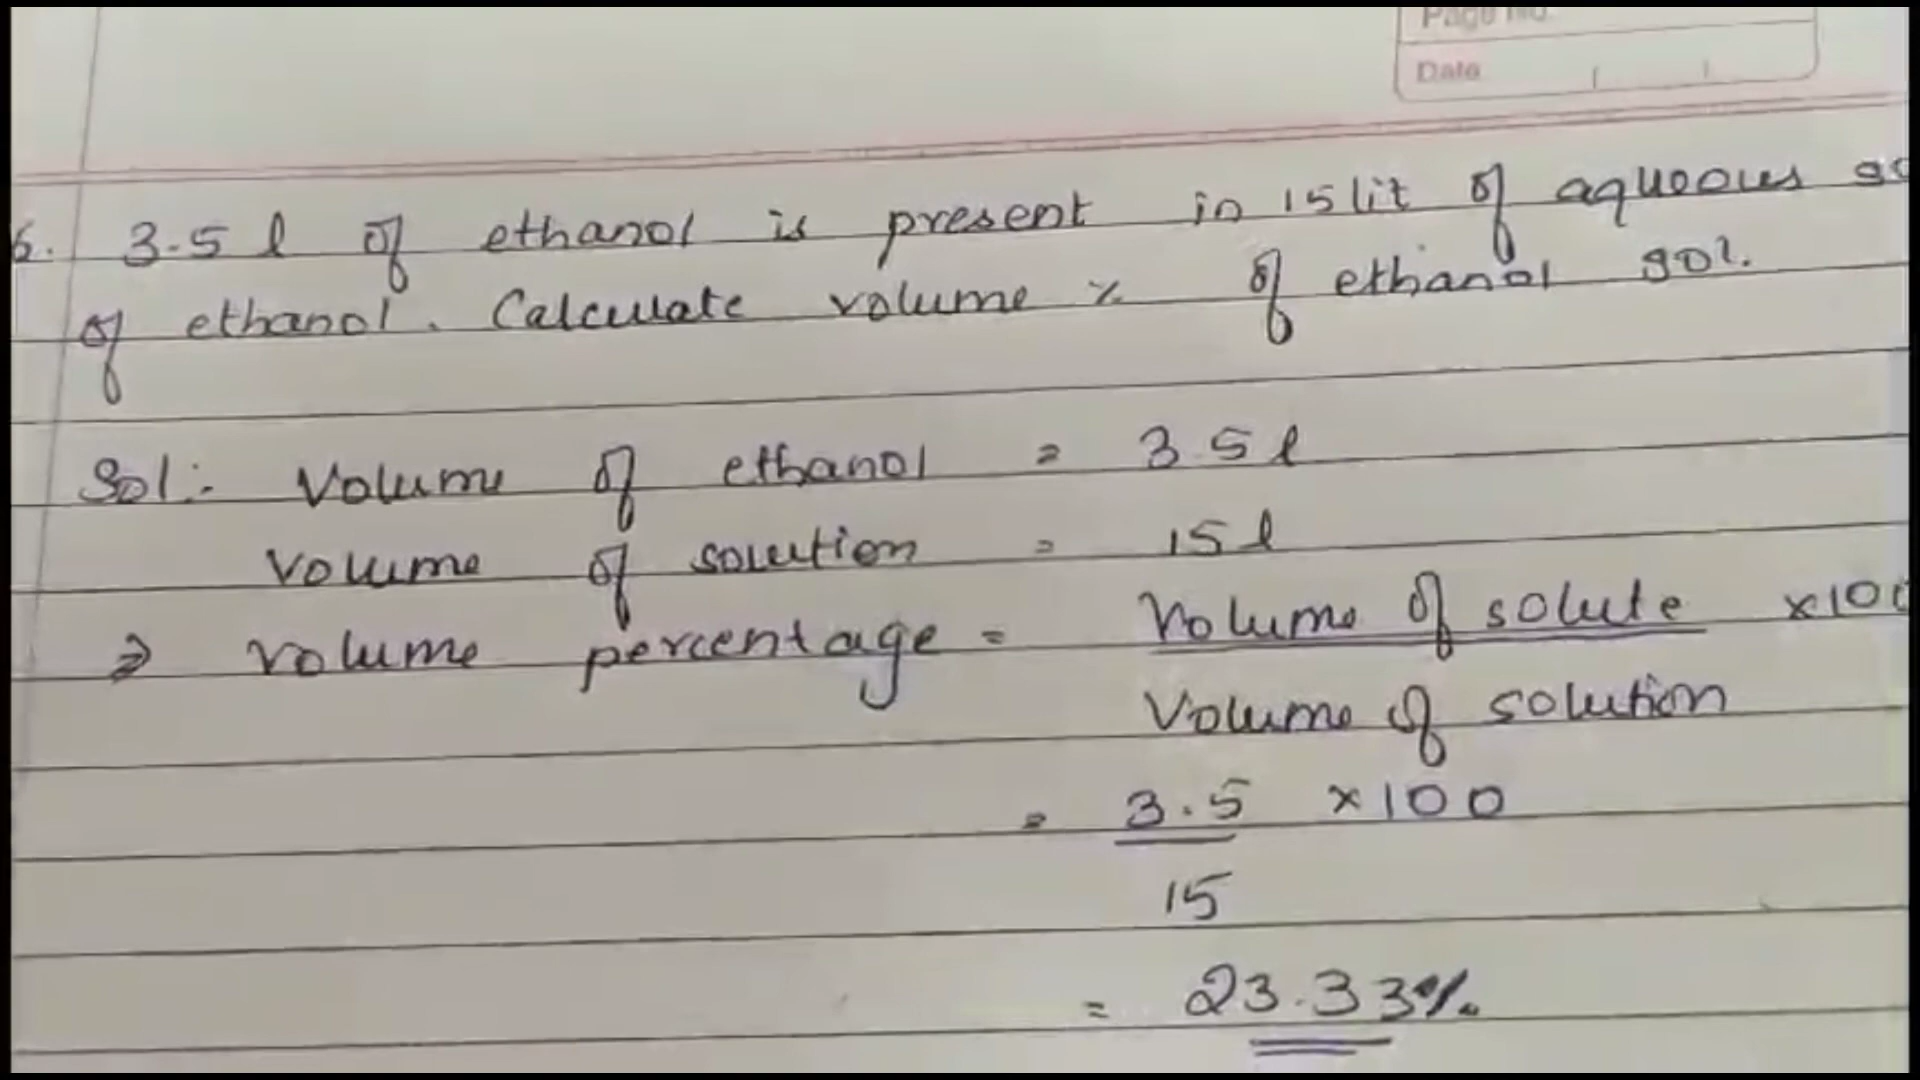 Page No.
Date
6. 3.5 l of ethanol is present in 15 lit of aqueous so
of ethanol. Calculate volume % of ethanol sol.
Sol:- Volume of ethanol = 3.5 l
Volume of solution = 15 l
⇒ Volume percentage = Volume of solute x100
Volume of solution
= 3.5 x100
15
= 23.33%